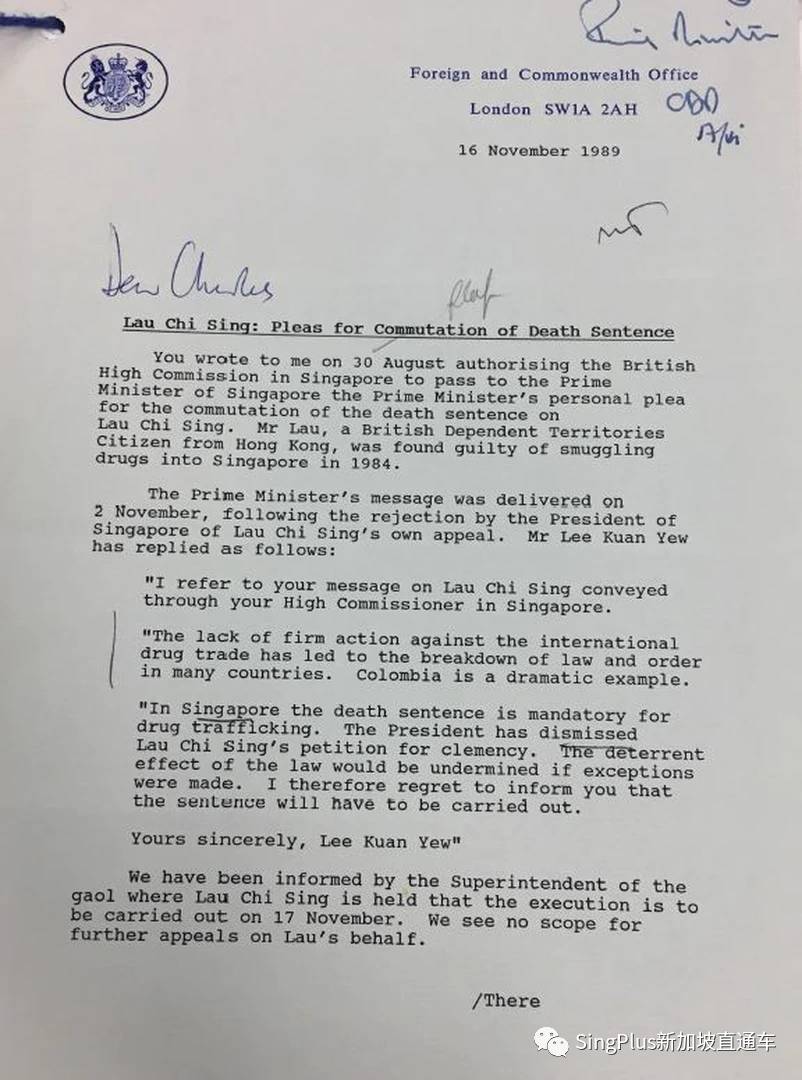 Prime Minister
Foreign and Commonwealth Office
London SW1A 2AH
16 November 1989
Dear Charles
Lau Chi Sing: Pleas for Commutation of Death Sentence
You wrote to me on 30 August authorising the British
High Commission in Singapore to pass to the Prime
Minister of Singapore the Prime Minister's personal plea
for the commutation of the death sentence on
Lau Chi Sing. Mr Lau, a British Dependent Territories
Citizen from Hong Kong, was found guilty of smuggling
drugs into Singapore in 1984.
The Prime Minister's message was delivered on
2 November, following the rejection by the President of
Singapore of Lau Chi Sing's own appeal. Mr Lee Kuan Yew
has replied as follows:
"I refer to your message on Lau Chi Sing conveyed
through your High Commissioner in Singapore.
"The lack of firm action against the international
drug trade has led to the breakdown of law and order
in many countries. Colombia is a dramatic example.
"In Singapore the death sentence is mandatory for
drug trafficking. The President has dismissed
Lau Chi Sing's petition for clemency. The deterrent
effect of the law would be undermined if exceptions
were made. I therefore regret to inform you that
the sentence will have to be carried out.
Yours sincerely, Lee Kuan Yew"
We have been informed by the Superintendent of the
gaol where Lau Chi Sing is held that the execution is to
be carried out on 17 November. We see no scope for
further appeals on Lau's behalf.
/There
SingPlus新加坡直通车